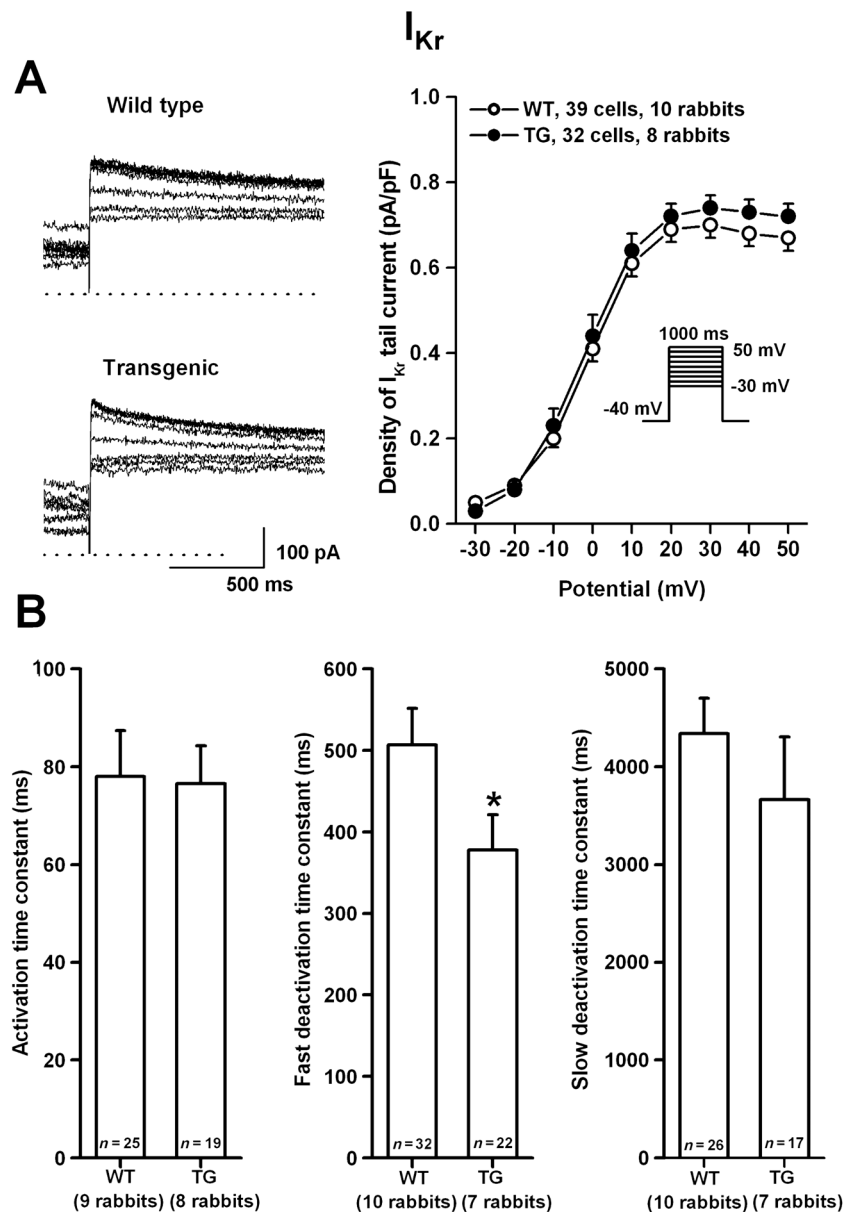 IKr
A
Wild type
Transgenic
100 pA
500 ms
Density of IKr tail current (pA/pF)
1.0
0.8
0.6
0.4
0.2
0.0
WT, 39 cells, 10 rabbits
TG, 32 cells, 8 rabbits
1000 ms
50 mV
-30 mV
-40 mV
-30 -20 -10 0 10 20 30 40 50
Potential (mV)
B
Activation time constant (ms)
100
80
60
40
20
0
n = 25 n = 19
WT TG
(9 rabbits) (8 rabbits)
Fast deactivation time constant (ms)
600
500
400
300
200
100
0
*
n = 32 n = 22
WT TG
(10 rabbits) (7 rabbits)
Slow deactivation time constant (ms)
5000
4000
3000
2000
1000
0
n = 26 n = 17
WT TG
(10 rabbits) (7 rabbits)